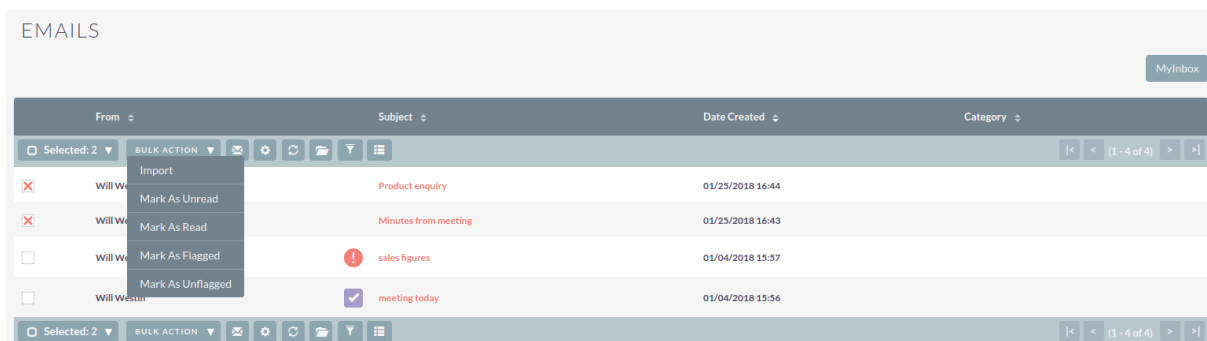 EMAILS
MyInbox
From Subject Date Created Category
Selected: 2 BULK ACTION (1 - 4 of 4)
Import
Will Product enquiry 01/25/2018 16:44
Mark As Unread
Will Minutes from meeting 01/25/2018 16:43
Mark As Read
Will sales figures 01/04/2018 15:57
Mark As Flagged
Mark As Unflagged
Will Westin meeting today 01/04/2018 15:56
Selected: 2 BULK ACTION (1 - 4 of 4)